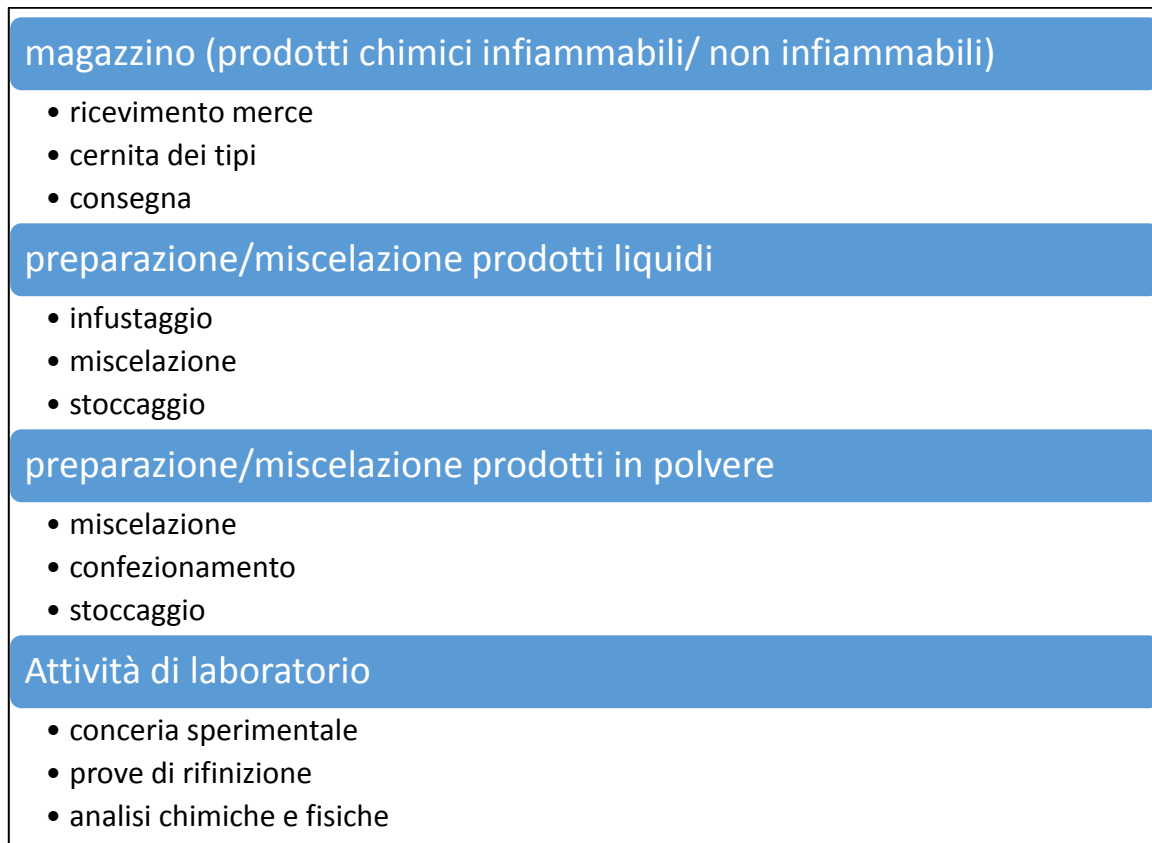 magazzino (prodotti chimici infiammabili/ non infiammabili)
• ricevimento merce
• cernita dei tipi
• consegna
preparazione/miscelazione prodotti liquidi
• infustaggio
• miscelazione
• stoccaggio
preparazione/miscelazione prodotti in polvere
• miscelazione
• confezionamento
• stoccaggio
Attività di laboratorio
• conceria sperimentale
• prove di rifinizione
• analisi chimiche e fisiche